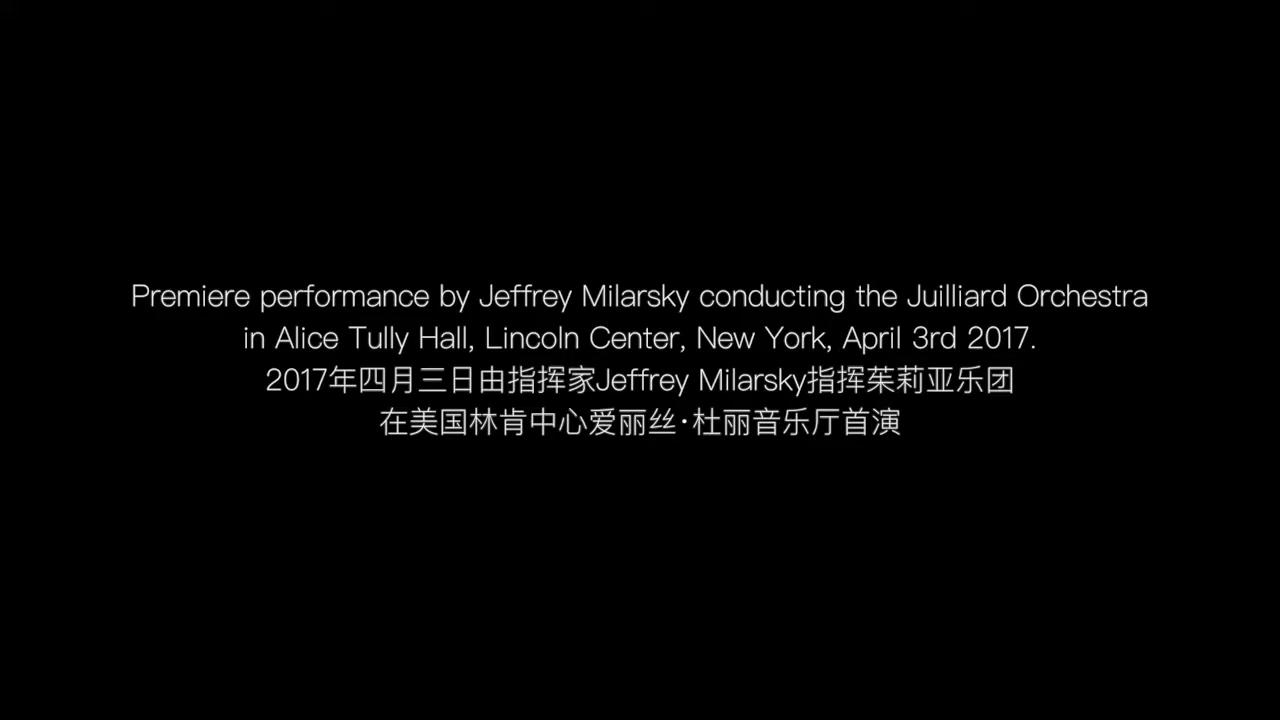 Premiere performance by Jeffrey Milarsky conducting the Juilliard Orchestra
in Alice Tully Hall, Lincoln Center, New York, April 3rd 2017.
2017年四月三日由指挥家Jeffrey Milarsky指挥茱莉亚乐团
在美国林肯中心爱丽丝·杜丽音乐厅首演